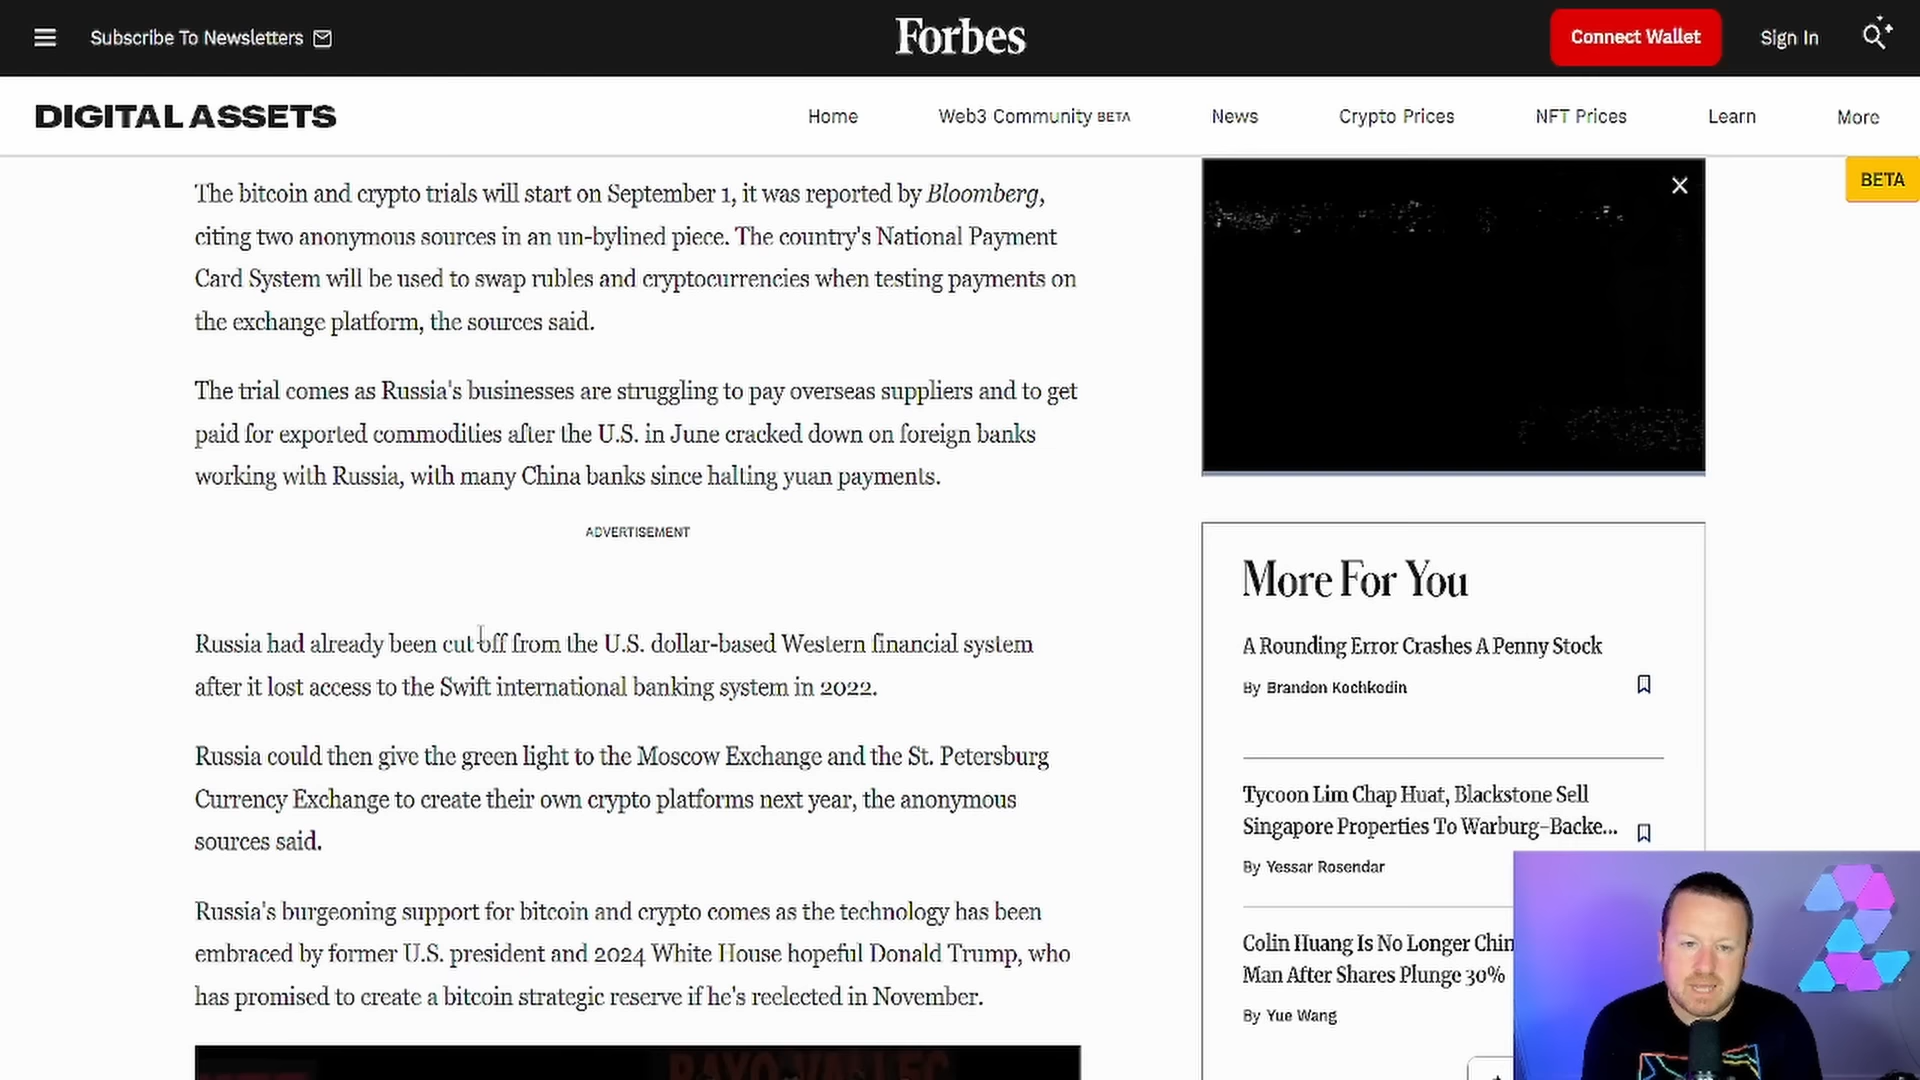 Subscribe To Newsletters
Forbes
Connect Wallet
Sign In
DIGITAL ASSETS
Home
Web3 Community BETA
News
Crypto Prices
NFT Prices
Learn
More
BETA
The bitcoin and crypto trials will start on September 1, it was reported by Bloomberg,
citing two anonymous sources in an un-bylined piece. The country's National Payment
Card System will be used to swap rubles and cryptocurrencies when testing payments on
the exchange platform, the sources said.
The trial comes as Russia's businesses are struggling to pay overseas suppliers and to get
paid for exported commodities after the U.S. in June cracked down on foreign banks
working with Russia, with many China banks since halting yuan payments.
ADVERTISEMENT
Russia had already been cut off from the U.S. dollar-based Western financial system
after it lost access to the Swift international banking system in 2022.
Russia could then give the green light to the Moscow Exchange and the St. Petersburg
Currency Exchange to create their own crypto platforms next year, the anonymous
sources said.
Russia's burgeoning support for bitcoin and crypto comes as the technology has been
embraced by former U.S. president and 2024 White House hopeful Donald Trump, who
has promised to create a bitcoin strategic reserve if he's reelected in November.
More For You
A Rounding Error Crashes A Penny Stock
By Brandon Kochkodin
Tycoon Lim Chap Huat, Blackstone Sell
Singapore Properties To Warburg-Backe...
By Yessar Rosendar
Colin Huang Is No Longer Chin
Man After Shares Plunge 30%
By Yue Wang